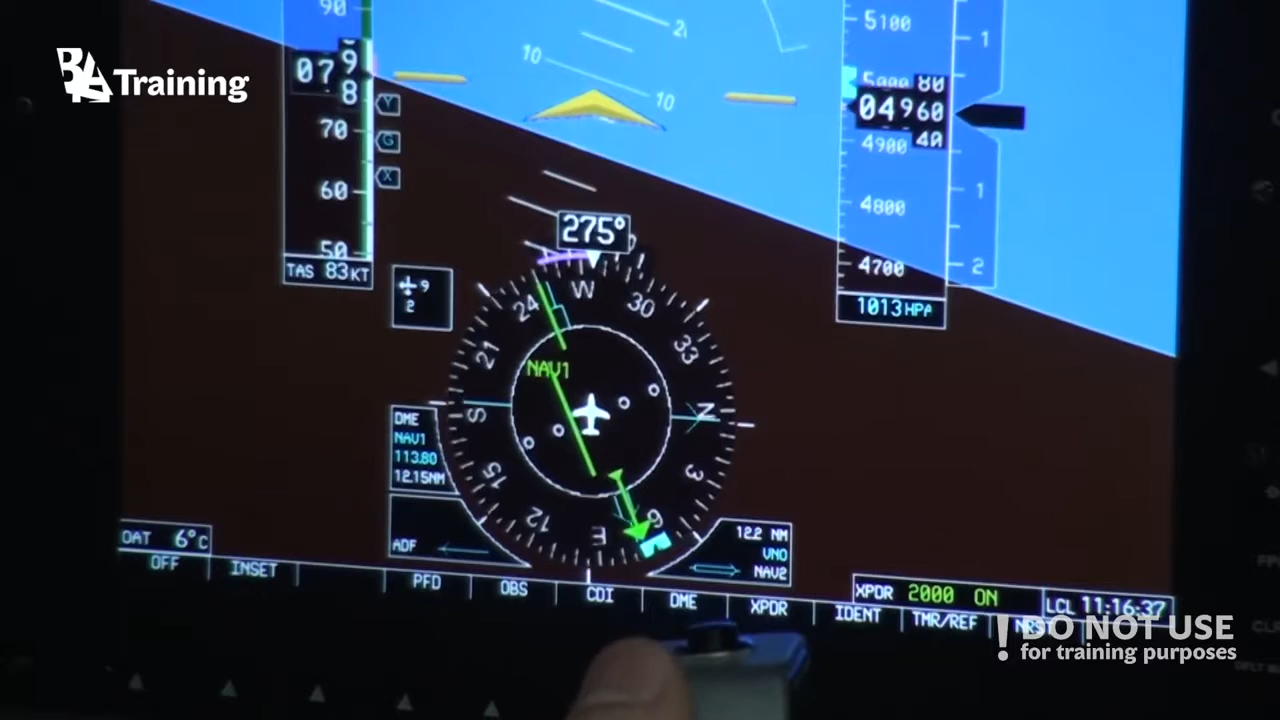 BAA Training
90
07 9
8
70
60
50
TAS 83KT
20
10
10
5100
5000 80
04960
4900 40
4800
4700
1013HPA
1
1
2
Y
G
X
275°
9
2
W
30
33
N
3
6
E
12
15
S
21
24
NAV1
DME
NAV1
113.80
12.15NM
ADF
12.2 NM
VNO
NAV2
OAT 6°C
XPDR 2000 ON
LCL 11:16:37
OFF
INSET
PFD
OBS
CDI
DME
XPDR
IDENT
TMR/REF
! DO NOT USE
for training purposes